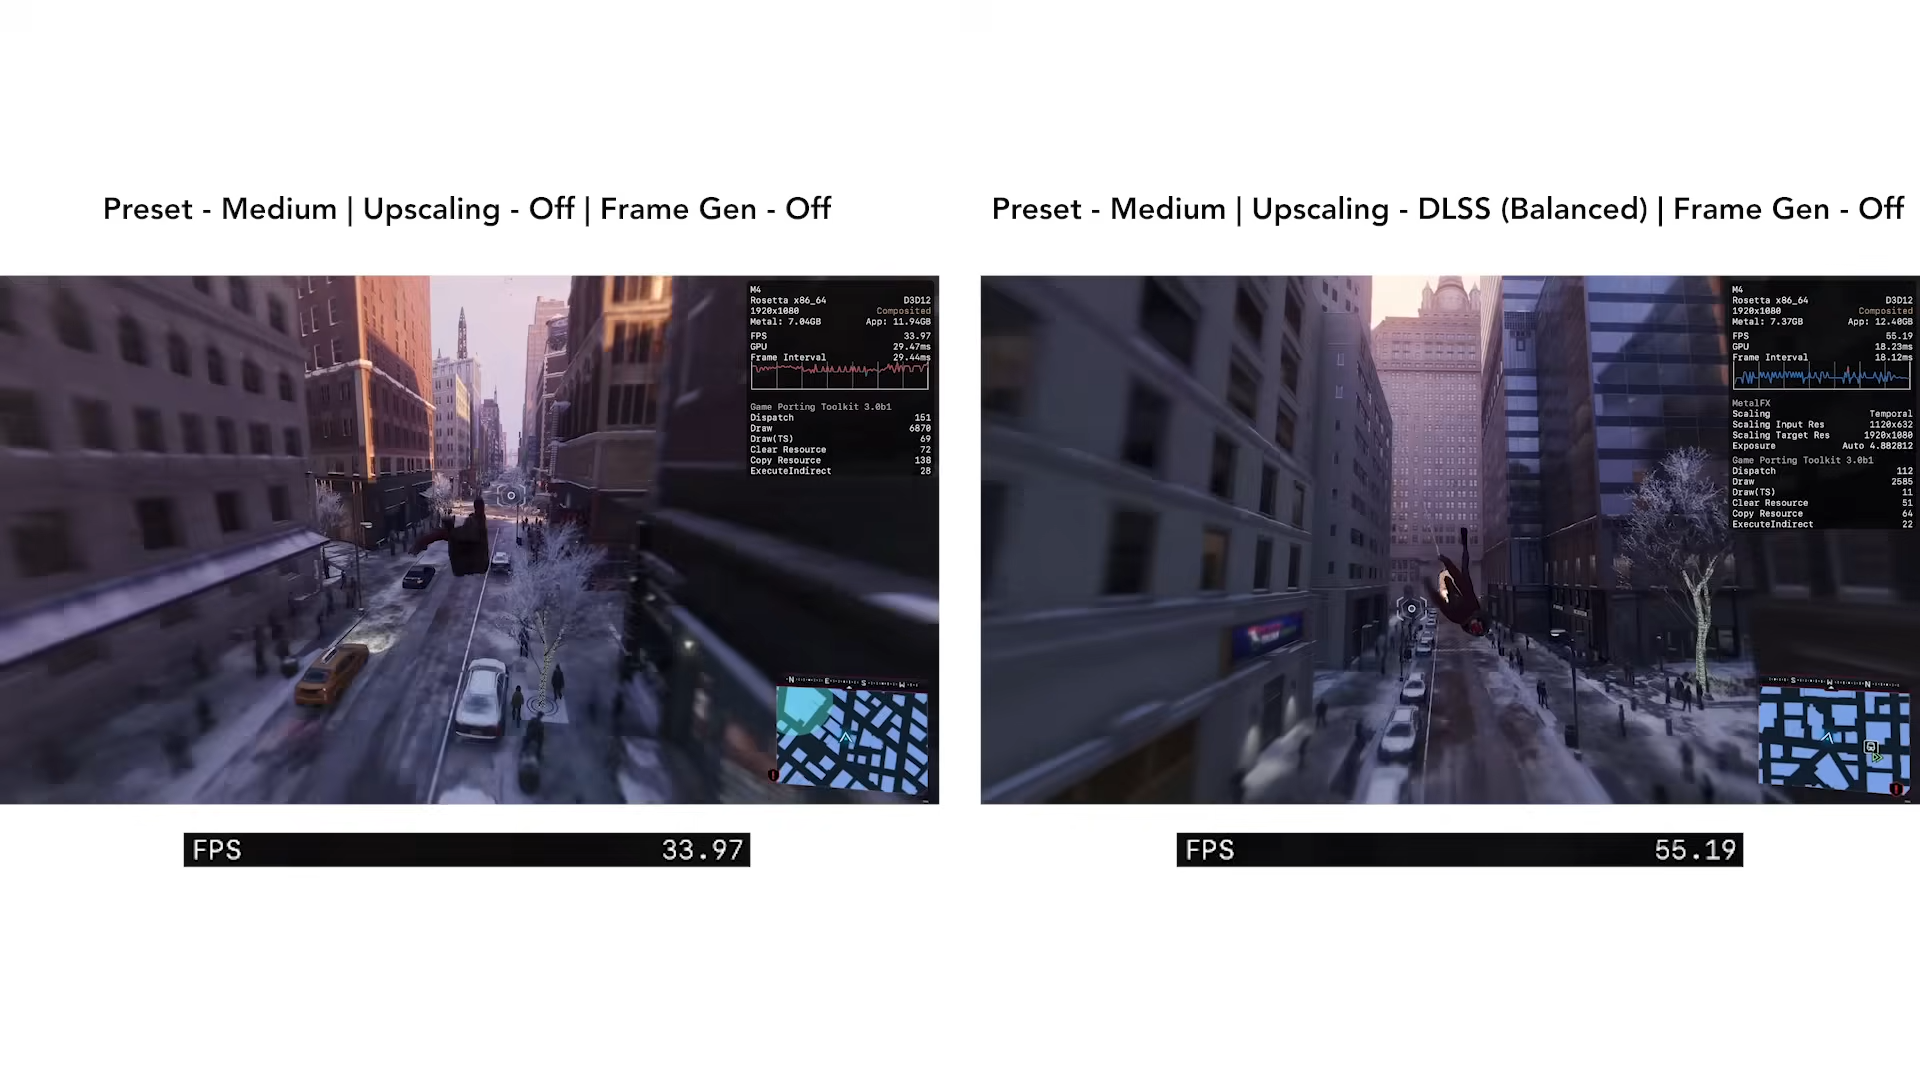 Preset - Medium | Upscaling - Off | Frame Gen - Off
M4
Rosetta x86_64 D3D12
1920x1080 Composited
Metal: 7.04GB App: 11.94GB
FPS 33.97
GPU 29.47ms
Frame Interval 29.44ms
Game Porting Toolkit 3.0b1
Dispatch 151
Draw 6870
Draw(TS) 69
Clear Resource 72
Copy Resource 138
ExecuteIndirect 28
N E S W
FPS 33.97
Preset - Medium | Upscaling - DLSS (Balanced) | Frame Gen - Off
M4
Rosetta x86_64 D3D12
1920x1080 Composited
Metal: 7.37GB App: 12.40GB
FPS 55.19
GPU 18.23ms
Frame Interval 18.12ms
MetalFX
Scaling Temporal
Scaling Input Res 1120x632
Scaling Target Res 1920x1080
Exposure Auto 4.882812
Game Porting Toolkit 3.0b1
Dispatch 112
Draw 2585
Draw(TS) 11
Clear Resource 51
Copy Resource 64
ExecuteIndirect 22
S W N
FPS 55.19